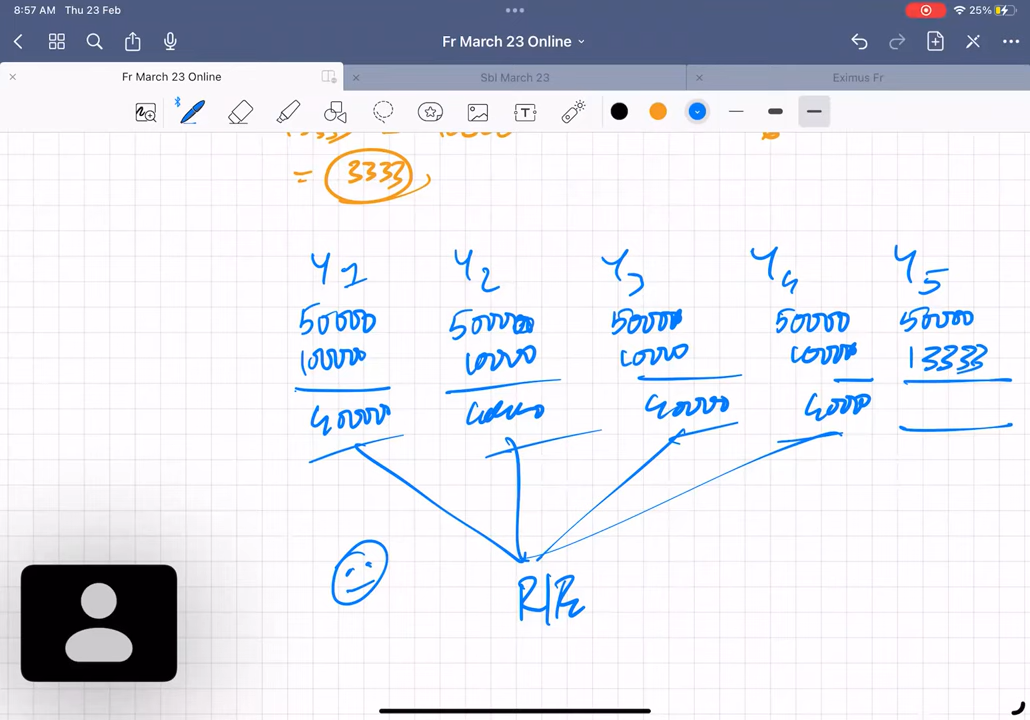 8:57 AM Thu 23 Feb
25%
Fr March 23 Online
Fr March 23 Online
Sbl March 23
Eximus Fr
= 3333
Y1 Y2 Y3 Y4 Y5
50000 50000 50000 50000 50000
10000 10000 10000 10000 13333
40000 40000 40000 40000
R/E